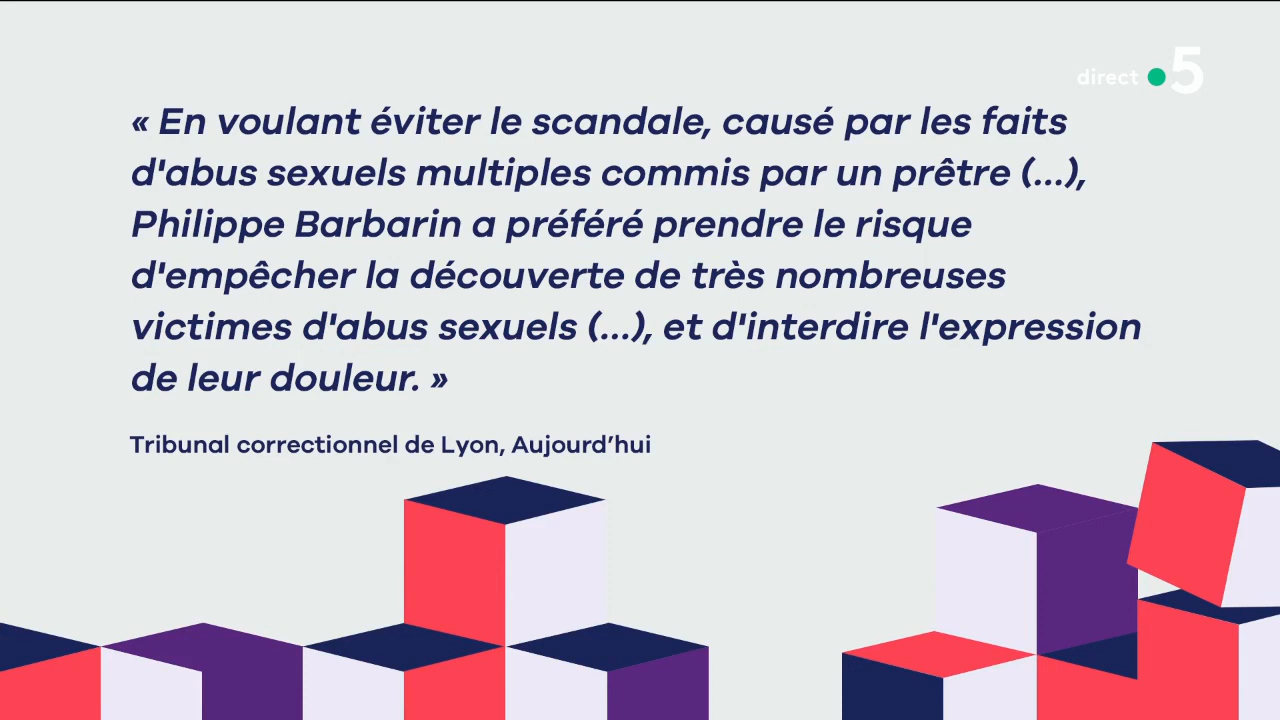 direct 5
« En voulant éviter le scandale, causé par les faits
d'abus sexuels multiples commis par un prêtre (...),
Philippe Barbarin a préféré prendre le risque
d'empêcher la découverte de très nombreuses
victimes d'abus sexuels (...), et d'interdire l'expression
de leur douleur. »
Tribunal correctionnel de Lyon, Aujourd’hui